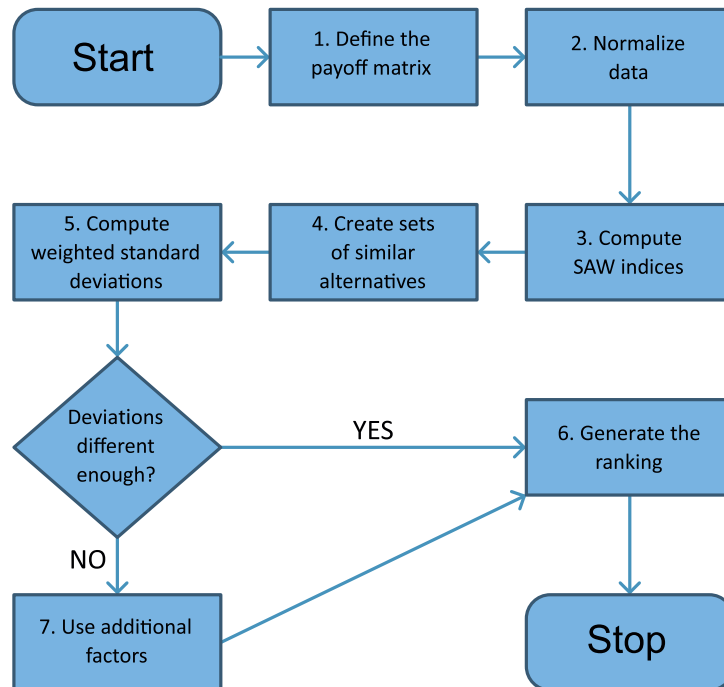 Start
1. Define the
payoff matrix
2. Normalize
data
3. Compute
SAW indices
4. Create sets
of similar
alternatives
5. Compute
weighted standard
deviations
Deviations
different
enough?
YES
6. Generate the
ranking
NO
7. Use additional
factors
Stop